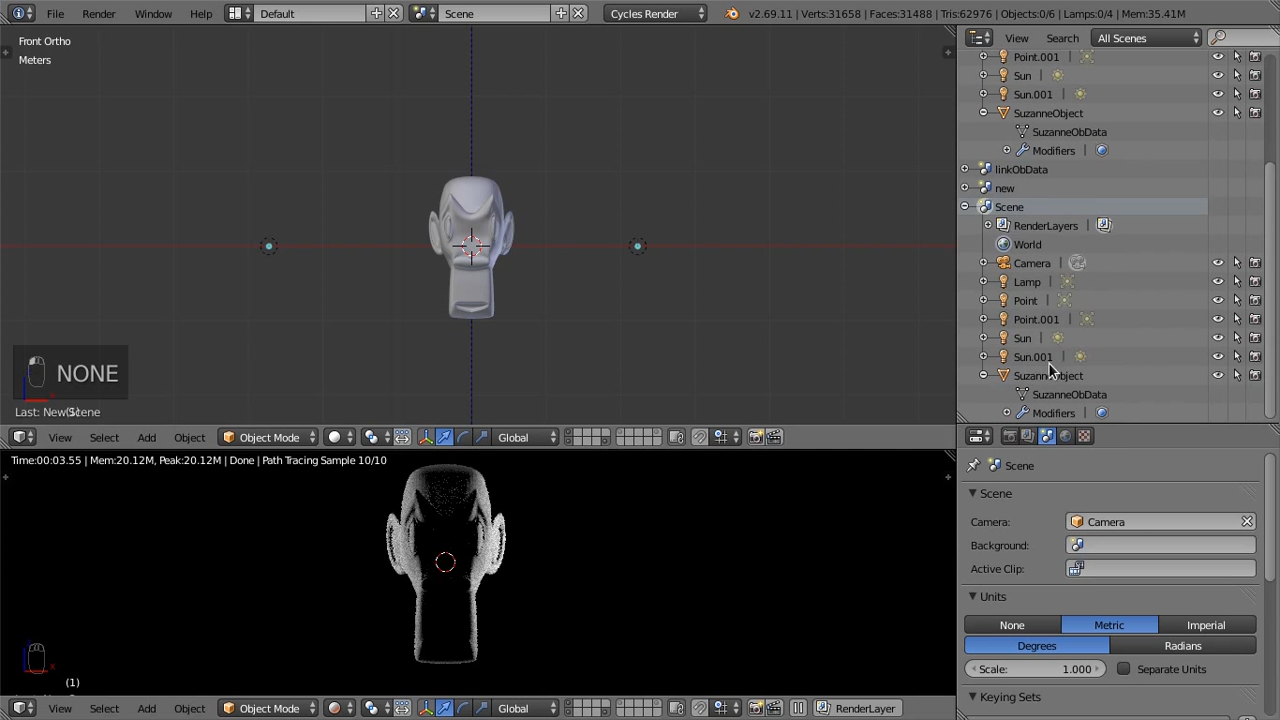 File Render Window Help Default Scene Cycles Render v2.69.11 | Verts:31658 | Faces:31488 | Tris:62976 | Objects:0/6 | Lamps:0/4 | Mem:35.41M
Front Ortho
Meters
NONE
View Select Add Object Object Mode Global
Time:00:03.55 | Mem:20.12M, Peak:20.12M | Done | Path Tracing Sample 10/10
(1)
View Select Add Object Object Mode Global RenderLayer
View Search All Scenes
Point.001
Sun
Sun.001
SuzanneObject
SuzanneObData
Modifiers
linkObData
new
Scene
RenderLayers
World
Camera
Lamp
Point
Point.001
Sun
Sun.001
SuzanneObject
SuzanneObData
Modifiers
Scene
Scene
Camera: Camera
Background:
Active Clip:
Units
None Metric Imperial
Degrees Radians
Scale: 1.000 Separate Units
Keying Sets